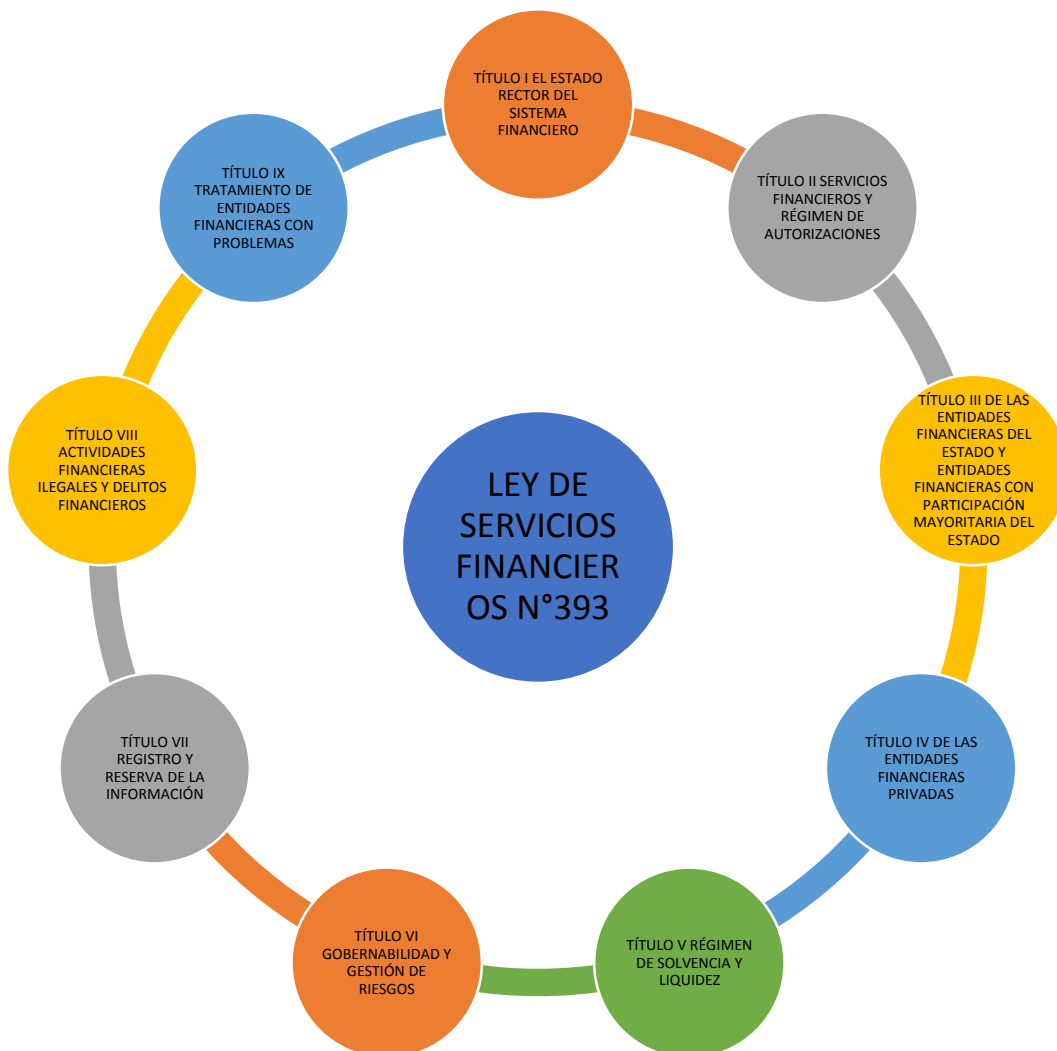 TÍTULO I EL ESTADO
RECTOR DEL
SISTEMA
FINANCIERO
TÍTULO II SERVICIOS
FINANCIEROS Y
RÉGIMEN DE
AUTORIZACIONES
TÍTULO III DE LAS
ENTIDADES
FINANCIERAS DEL
ESTADO Y
ENTIDADES
FINANCIERAS CON
PARTICIPACIÓN
MAYORITARIA DEL
ESTADO
TÍTULO IV DE LAS
ENTIDADES
FINANCIERAS
PRIVADAS
TÍTULO V RÉGIMEN
DE SOLVENCIA Y
LIQUIDEZ
TÍTULO VI
GOBERNABILIDAD Y
GESTIÓN DE
RIESGOS
TÍTULO VII
REGISTRO Y
RESERVA DE LA
INFORMACIÓN
TÍTULO VIII
ACTIVIDADES
FINANCIERAS
ILEGALES Y DELITOS
FINANCIEROS
TÍTULO IX
TRATAMIENTO DE
ENTIDADES
FINANCIERAS CON
PROBLEMAS
LEY DE
SERVICIOS
FINANCIER
OS N°393